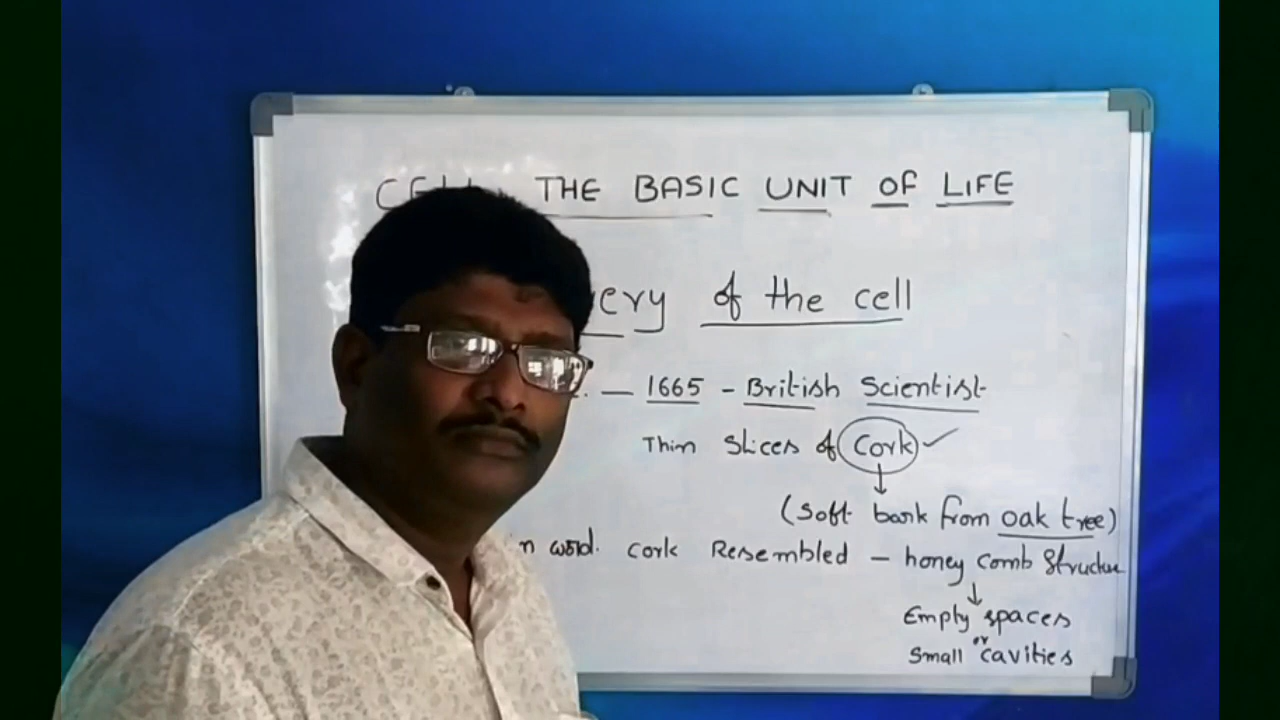 THE BASIC UNIT OF LIFE
of the cell
— 1665 - British Scientist
Thin Slices of Cork ✓
(Soft bark from oak tree)
word. cork Resembled — honey comb
Empty spaces
or
Small cavities